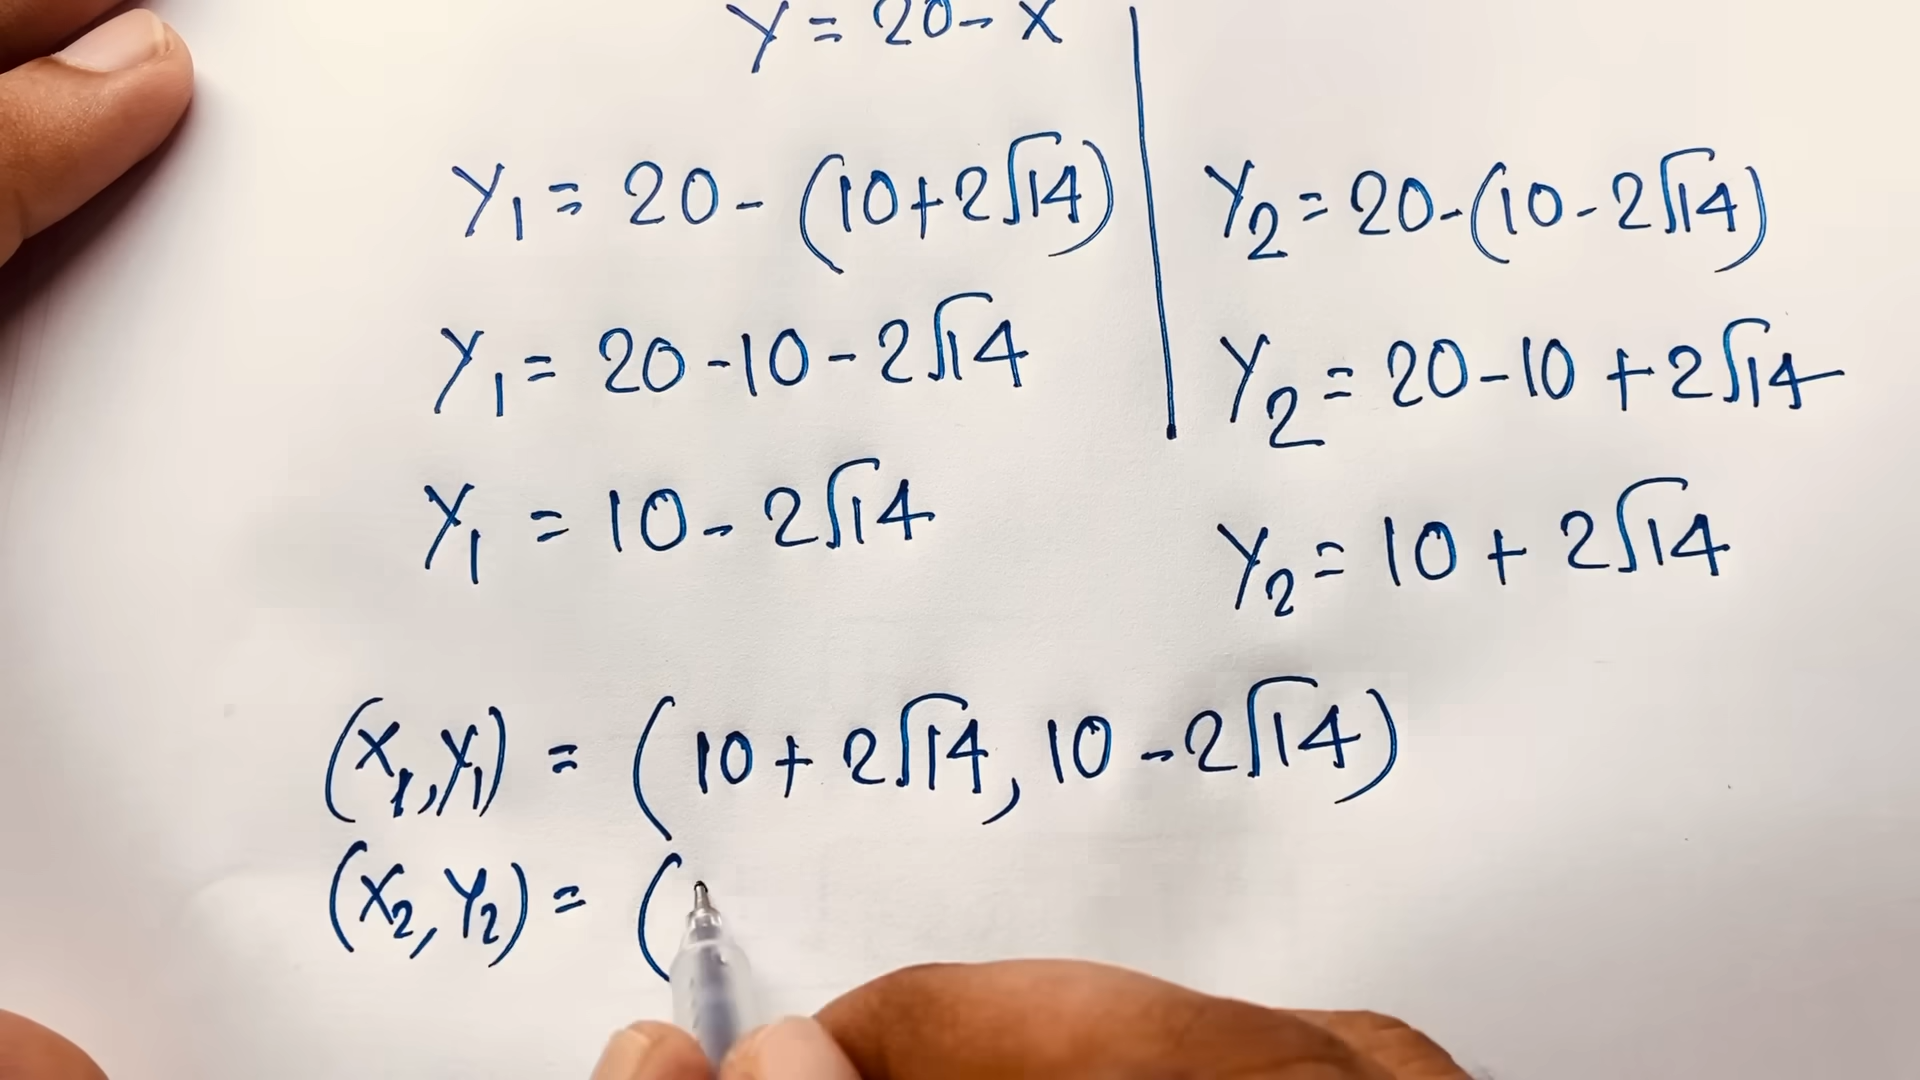 Y = 20 - X
Y₁ = 20 - (10 + 2√14)
Y₁ = 20 - 10 - 2√14
Y₁ = 10 - 2√14
Y₂ = 20 - (10 - 2√14)
Y₂ = 20 - 10 + 2√14
Y₂ = 10 + 2√14
(X₁, Y₁) = (10 + 2√14, 10 - 2√14)
(X₂, Y₂) = (